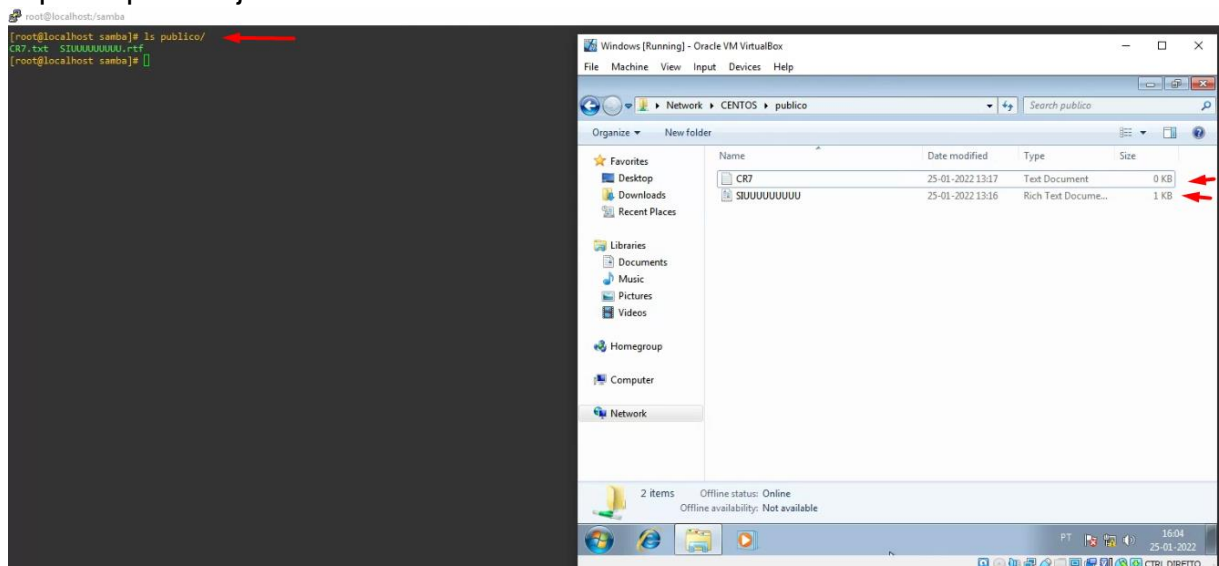 root@localhost:/samba
[root@localhost samba]# ls publico/
CR7.txt SIUUUUUUUUU.rtf
[root@localhost samba]#
Windows [Running] - Oracle VM VirtualBox
File Machine View Input Devices Help
Network CENTOS publico
Search publico
Organize New folder
Name Date modified Type Size
Favorites
Desktop
Downloads
Recent Places
Libraries
Documents
Music
Pictures
Videos
Homegroup
Computer
Network
CR7 25-01-2022 13:17 Text Document 0 KB
SIUUUUUUUUU 25-01-2022 13:16 Rich Text Docume... 1 KB
2 items Offline status: Online
Offline availability: Not available
PT 16:04
25-01-2022
CTRL DIREITO